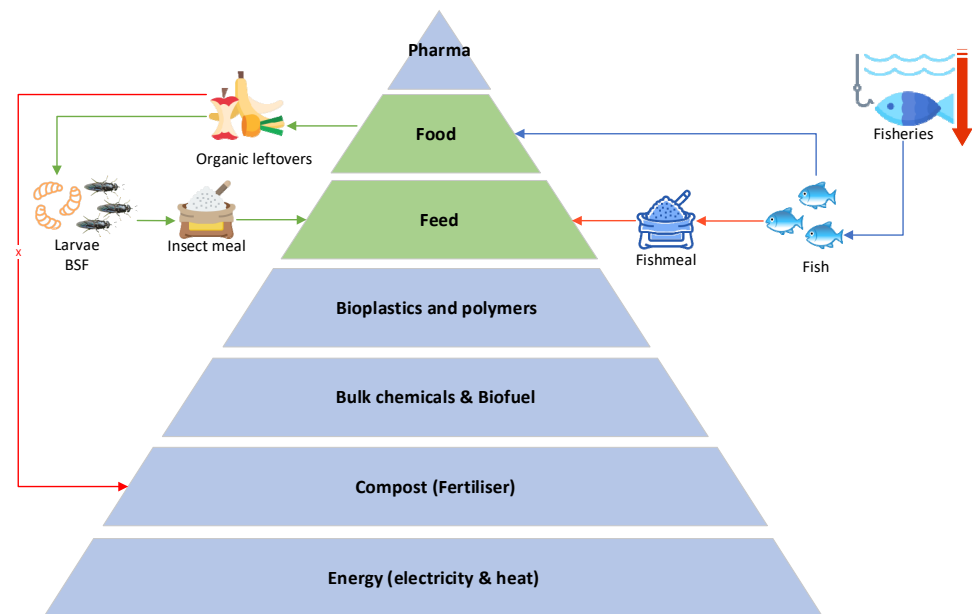 Pharma
Food
Organic leftovers
Fisheries
Feed
Larvae
BSF
Insect meal
x
Fishmeal
Fish
Bioplastics and polymers
Bulk chemicals & Biofuel
Compost (Fertiliser)
Energy (electricity & heat)